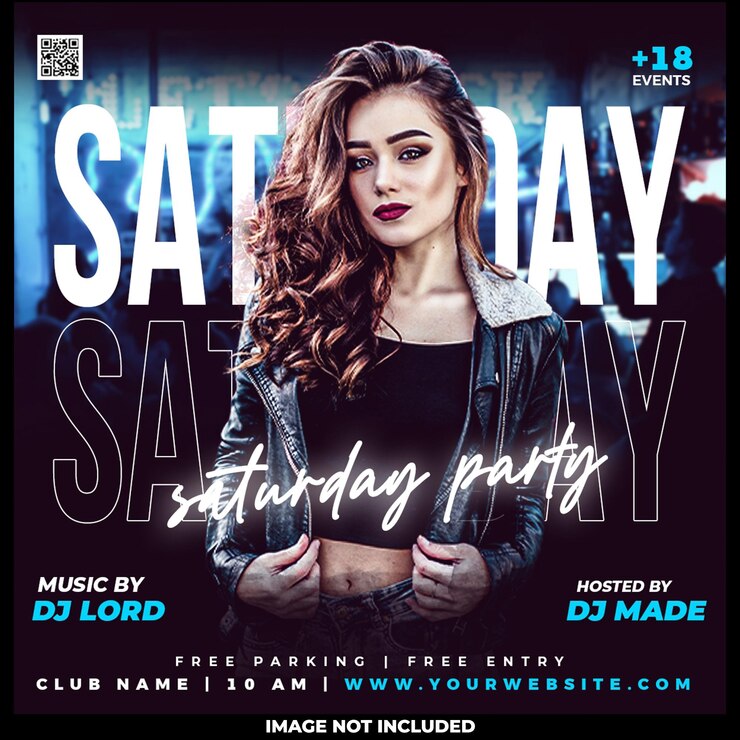 +18
EVENTS
SATURDAY
SATURDAY
saturday party
MUSIC BY
DJ LORD
HOSTED BY
DJ MADE
FREE PARKING | FREE ENTRY
CLUB NAME | 10 AM | WWW.YOURWEBSITE.COM
IMAGE NOT INCLUDED